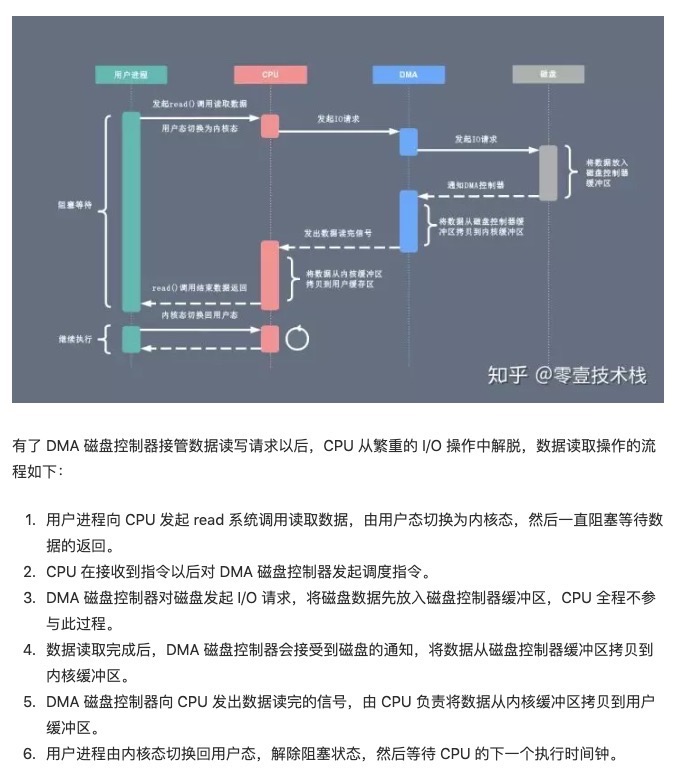 用户进程
CPU
DMA
磁盘
发起read()调用读取数据
用户态切换为内核态
发起IO请求
发起IO请求
将数据放入
磁盘控制器
缓冲区
通知DMA控制器
阻塞等待
将数据从磁盘控制器缓
冲区拷贝到内核缓冲区
发出数据读完信号
将数据从内核缓冲区
拷贝到用户缓存区
read()调用结束数据返回
内核态切换回用户态
继续执行
知乎 @零壹技术栈
有了 DMA 磁盘控制器接管数据读写请求以后，CPU 从繁重的 I/O 操作中解脱，数据读取操作的流
程如下：
1. 用户进程向 CPU 发起 read 系统调用读取数据，由用户态切换为内核态，然后一直阻塞等待数
据的返回。
2. CPU 在接收到指令以后对 DMA 磁盘控制器发起调度指令。
3. DMA 磁盘控制器对磁盘发起 I/O 请求，将磁盘数据先放入磁盘控制器缓冲区，CPU 全程不参
与此过程。
4. 数据读取完成后，DMA 磁盘控制器会接受到磁盘的通知，将数据从磁盘控制器缓冲区拷贝到
内核缓冲区。
5. DMA 磁盘控制器向 CPU 发出数据读完的信号，由 CPU 负责将数据从内核缓冲区拷贝到用户
缓冲区。
6. 用户进程由内核态切换回用户态，解除阻塞状态，然后等待 CPU 的下一个执行时间钟。